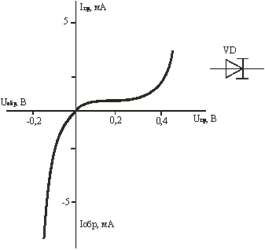 Iпр, мА
5
VD
Uобр, В
-0,2
0,2
0,4
Uпр, В
-5
Iобр, мА